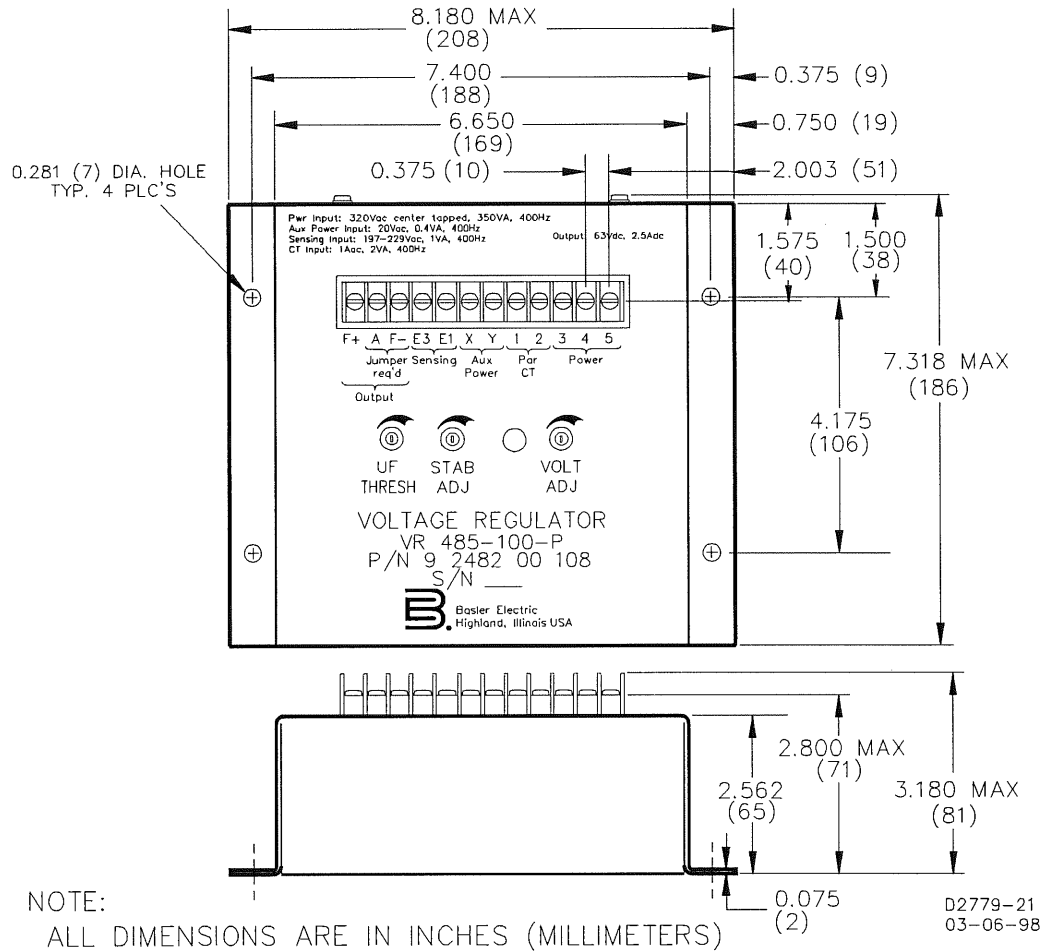 8.180 MAX
(208)
7.400
(188)
0.375 (9)
6.650
(169)
0.750 (19)
0.375 (10)
2.003 (51)
0.281 (7) DIA. HOLE
TYP. 4 PLC'S
Pwr Input: 320Vac center tapped, 350VA, 400Hz
Aux Power Input: 20Vac, 0.4VA, 400Hz
Sensing Input: 197-229Vac, 1VA, 400Hz
CT Input: 1Aac, 2VA, 400Hz
Output: 63Vdc, 2.5Adc
1.575
(40)
1.500
(38)
F+ A F- E3 E1 X Y 1 2 3 4 5
Jumper
req'd
Sensing
Aux
Power
Par
CT
Power
Output
7.318 MAX
(186)
4.175
(106)
UF
THRESH
STAB
ADJ
VOLT
ADJ
VOLTAGE REGULATOR
VR 485-100-P
P/N 9 2482 00 108
S/N ___
B.
Basler Electric
Highland, Illinois USA
2.562
(65)
2.800 MAX
(71)
3.180 MAX
(81)
0.075
(2)
NOTE:
ALL DIMENSIONS ARE IN INCHES (MILLIMETERS)
D2779-21
03-06-98